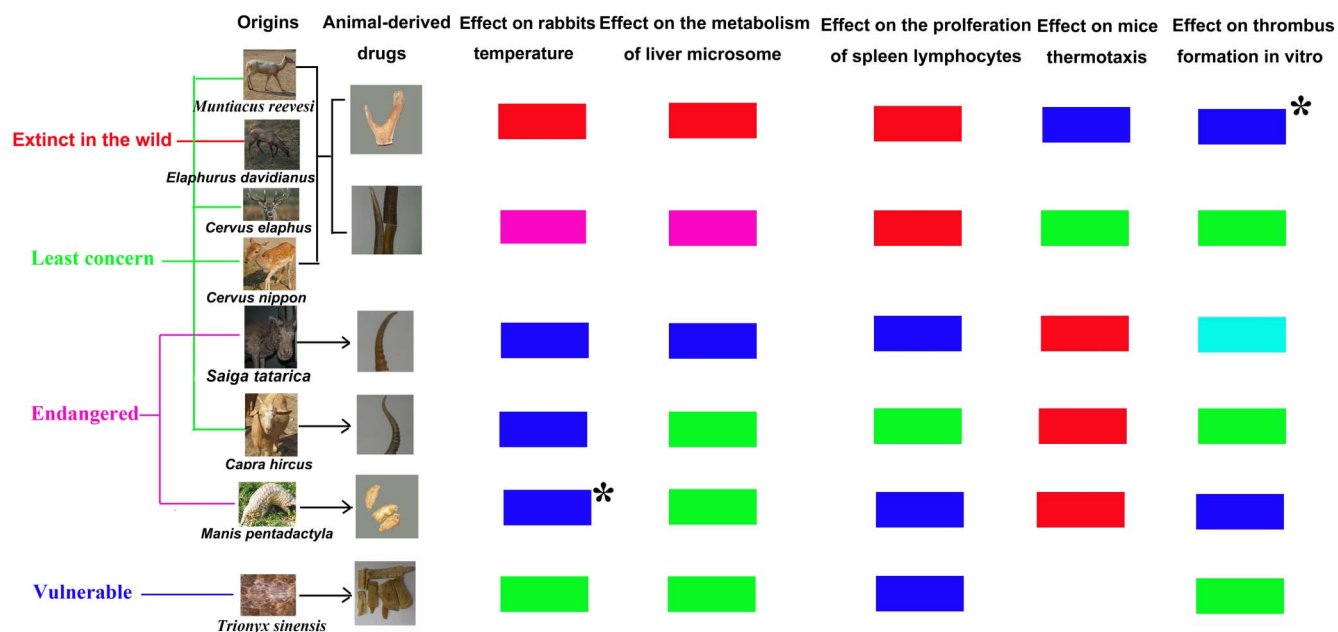 Origins Animal-derived Effect on rabbits Effect on the metabolism Effect on the prolferation Effect on mice Effect on thrombus
drugs temperature of liver microsome of spleen lymphocytes thermotaxis formation in vitro
Muntiacus reevesi
*
Extinct in the wild
Elaphurus davidianus
Cervus elaphus
Least concern
Cervus nippon
Saiga tatarica
Endangered
Capra hircus
*
Manis pentadactyla
Vulnerable
Trionyx sinensis